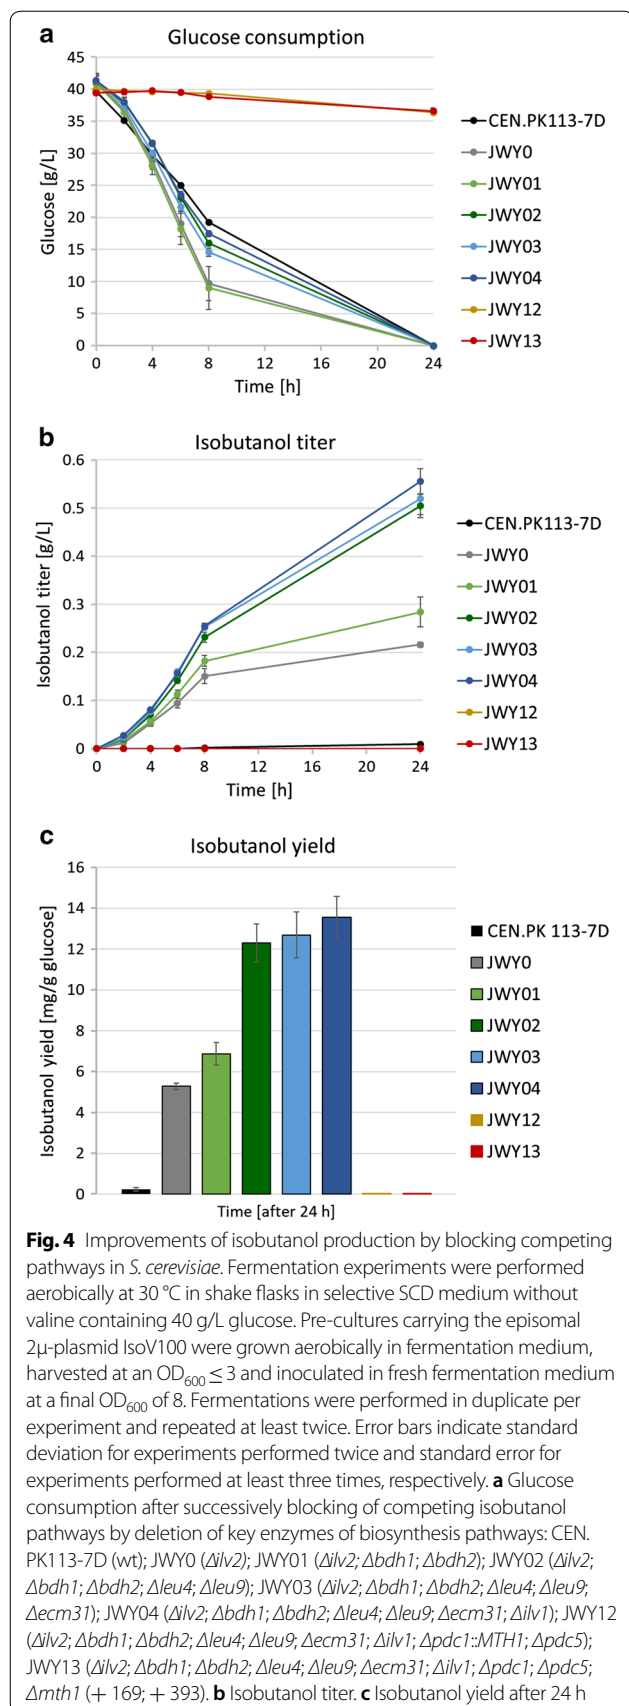 a
Glucose consumption
45
40
35
30
25
20
15
10
5
0
Glucose [g/L]
0 4 8 12 16 20 24
Time [h]
CEN.PK113-7D
JWY0
JWY01
JWY02
JWY03
JWY04
JWY12
JWY13
b
Isobutanol titer
0.6
0.5
0.4
0.3
0.2
0.1
0
Isobutanol titer [g/L]
0 4 8 12 16 20 24
Time [h]
CEN.PK113-7D
JWY0
JWY01
JWY02
JWY03
JWY04
JWY12
JWY13
c
Isobutanol yield
16
14
12
10
8
6
4
2
0
Isobutanol yield [mg/g glucose]
Time [after 24 h]
CEN.PK 113-7D
JWY0
JWY01
JWY02
JWY03
JWY04
JWY12
JWY13
Fig. 4 Improvements of isobutanol production by blocking competing
pathways in S. cerevisiae. Fermentation experiments were performed
aerobically at 30 °C in shake flasks in selective SCD medium without
valine containing 40 g/L glucose. Pre-cultures carrying the episomal
2μ-plasmid IsoV100 were grown aerobically in fermentation medium,
harvested at an OD600 ≤ 3 and inoculated in fresh fermentation medium
at a final OD600 of 8. Fermentations were performed in duplicate per
experiment and repeated at least twice. Error bars indicate standard
deviation for experiments performed twice and standard error for
experiments performed at least three times, respectively. a Glucose
consumption after successively blocking of competing isobutanol
pathways by deletion of key enzymes of biosynthesis pathways: CEN.
PK113-7D (wt); JWY0 (Δilv2); JWY01 (Δilv2; Δbdh1; Δbdh2); JWY02 (Δilv2;
Δbdh1; Δbdh2; Δleu4; Δleu9); JWY03 (Δilv2; Δbdh1; Δbdh2; Δleu4; Δleu9;
Δecm31); JWY04 (Δilv2; Δbdh1; Δbdh2; Δleu4; Δleu9; Δecm31; Δilv1); JWY12
(Δilv2; Δbdh1; Δbdh2; Δleu4; Δleu9; Δecm31; Δilv1; Δpdc1::MTH1; Δpdc5);
JWY13 (Δilv2; Δbdh1; Δbdh2; Δleu4; Δleu9; Δecm31; Δilv1; Δpdc1; Δpdc5;
Δmth1 (+ 169; + 393). b Isobutanol titer. c Isobutanol yield after 24 h